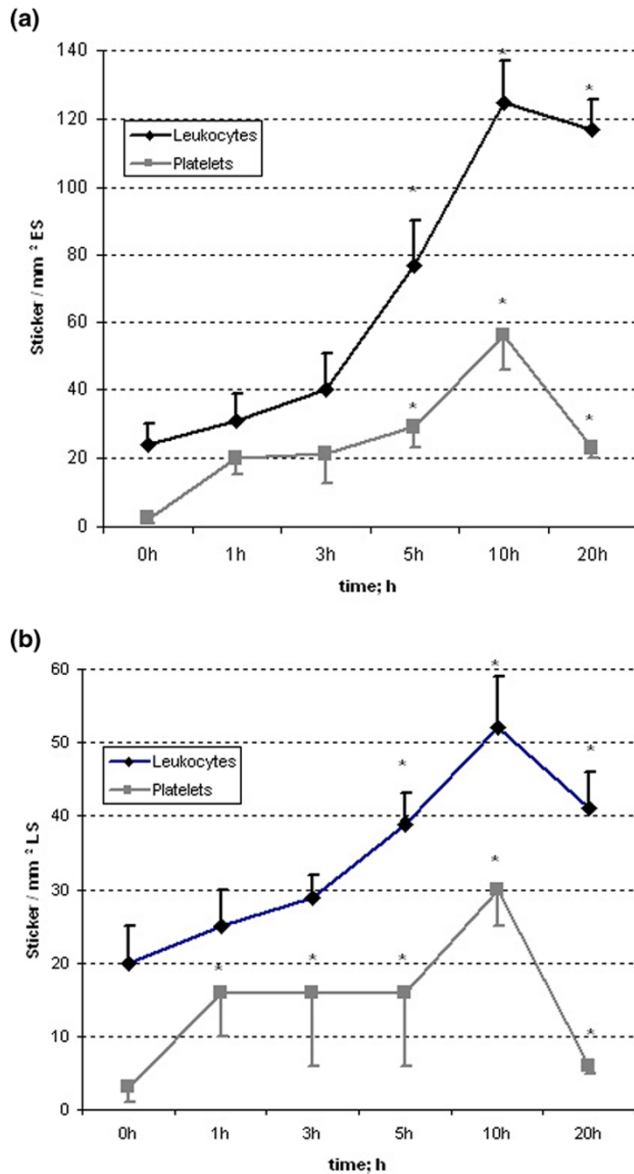 (a)
140
120
100
80
60
40
20
0
Sticker / mm ² ES
Leukocytes
Platelets
*
*
*
*
*
*
0h 1h 3h 5h 10h 20h
time; h
(b)
60
50
40
30
20
10
0
Sticker / mm ² LS
Leukocytes
Platelets
*
*
*
*
*
*
*
*
0h 1h 3h 5h 10h 20h
time; h